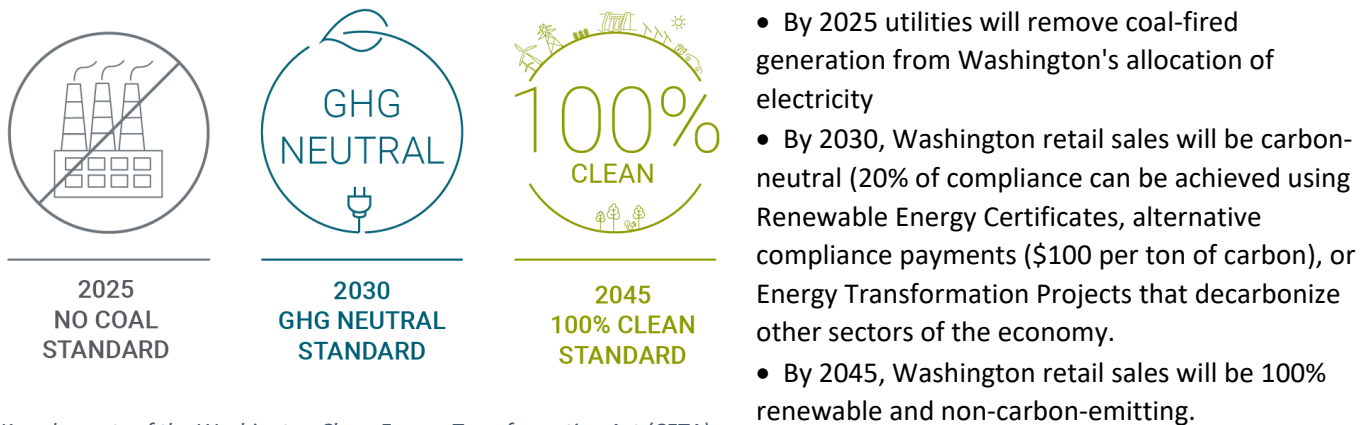 GHG
NEUTRAL
100%
CLEAN
2025
NO COAL
STANDARD
2030
GHG NEUTRAL
STANDARD
2045
100% CLEAN
STANDARD
• By 2025 utilities will remove coal-fired
generation from Washington's allocation of
electricity
• By 2030, Washington retail sales will be carbon-
neutral (20% of compliance can be achieved using
Renewable Energy Certificates, alternative
compliance payments ($100 per ton of carbon), or
Energy Transformation Projects that decarbonize
other sectors of the economy.
• By 2045, Washington retail sales will be 100%
renewable and non-carbon-emitting.